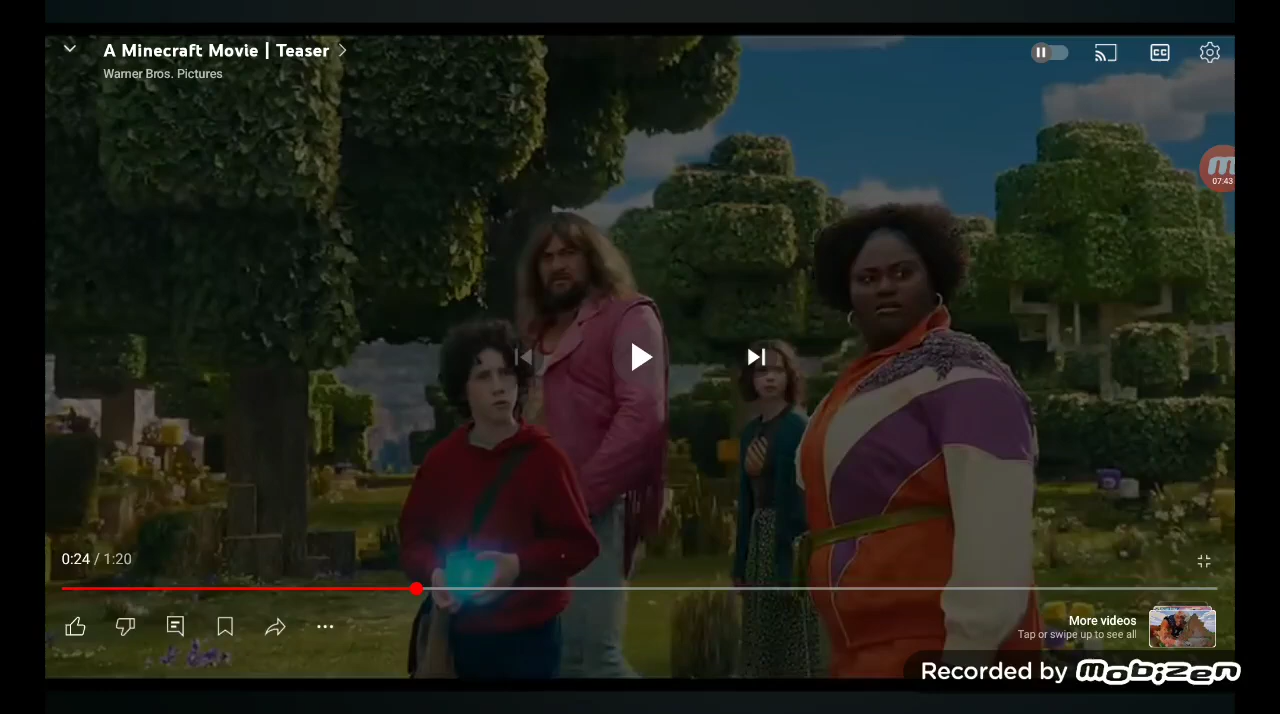 A Minecraft Movie | Teaser
Warner Bros. Pictures
CC
07:43
0:24 / 1:20
More videos
Tap or swipe up to see all
Recorded by mobizen